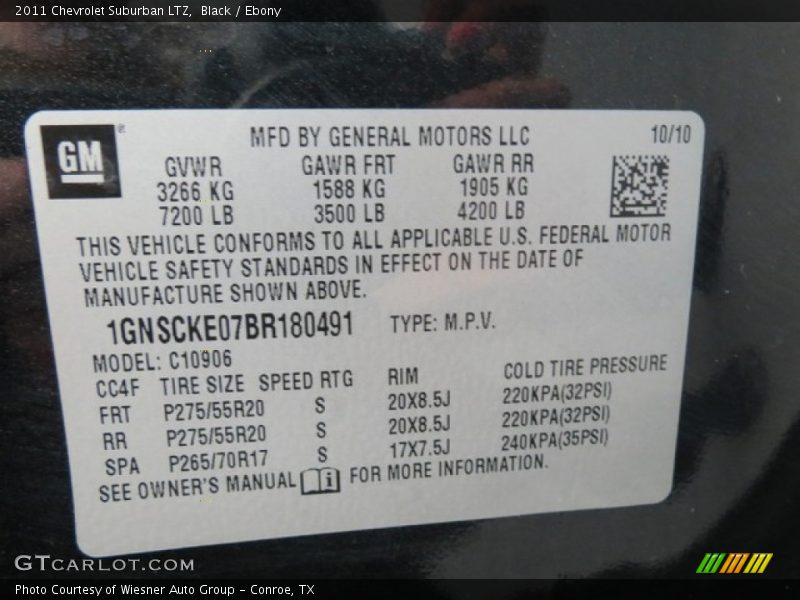 2011 Chevrolet Suburban LTZ, Black / Ebony
GM®
MFD BY GENERAL MOTORS LLC 10/10
GVWR GAWR FRT GAWR RR
3266 KG 1588 KG 1905 KG
7200 LB 3500 LB 4200 LB
THIS VEHICLE CONFORMS TO ALL APPLICABLE U.S. FEDERAL MOTOR
VEHICLE SAFETY STANDARDS IN EFFECT ON THE DATE OF
MANUFACTURE SHOWN ABOVE.
1GNSCKE07BR180491 TYPE: M.P.V.
MODEL: C10906
CC4F TIRE SIZE SPEED RTG RIM COLD TIRE PRESSURE
FRT P275/55R20 S 20X8.5J 220KPA(32PSI)
RR P275/55R20 S 20X8.5J 220KPA(32PSI)
SPA P265/70R17 S 17X7.5J 240KPA(35PSI)
SEE OWNER'S MANUAL i FOR MORE INFORMATION.
GTCARLOT.COM
Photo Courtesy of Wiesner Auto Group - Conroe, TX